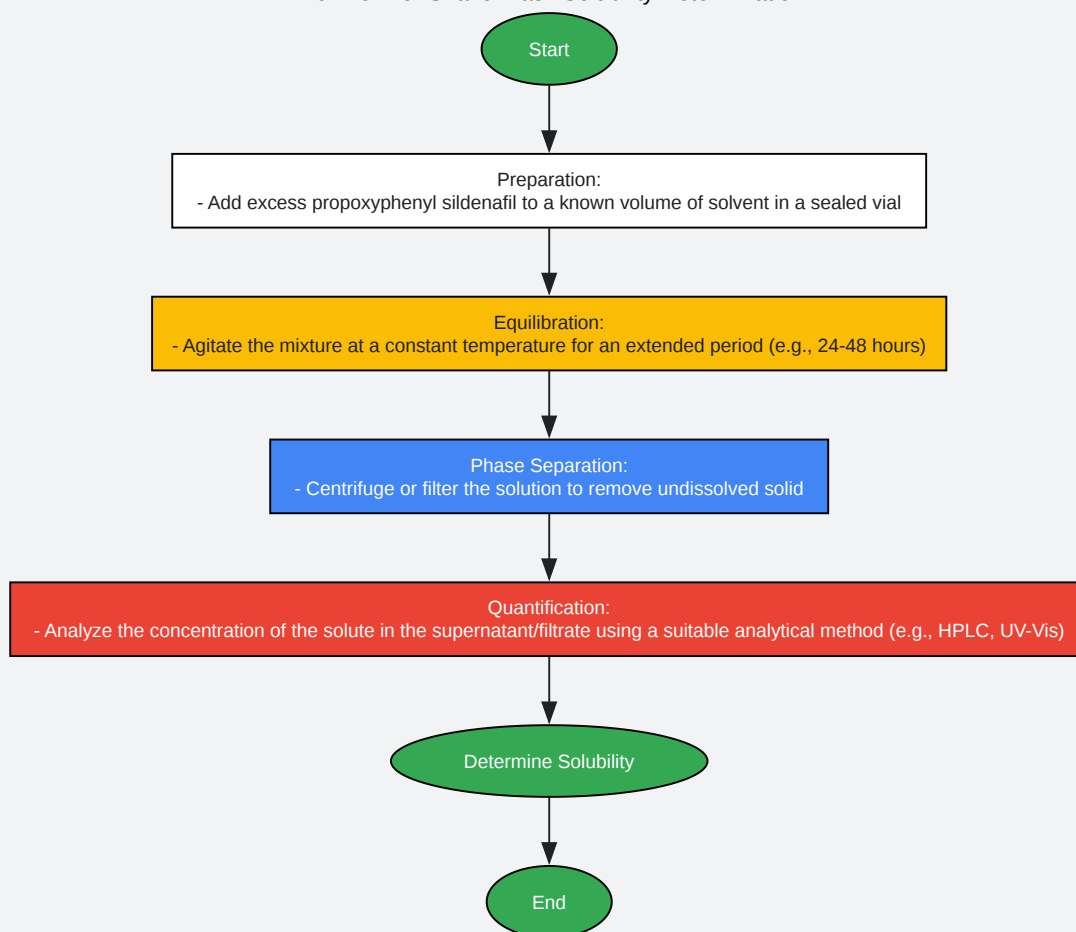 Start
Preparation:
- Add excess propoxyphenyl sildenafil to a known volume of solvent in a sealed vial
Equilibration:
- Agitate the mixture at a constant temperature for an extended period (e.g., 24-48 hours)
Phase Separation:
- Centrifuge or filter the solution to remove undissolved solid
Quantification:
- Analyze the concentration of the solute in the supernatant/filtrate using a suitable analytical method (e.g., HPLC, UV-Vis)
Determine Solubility
End